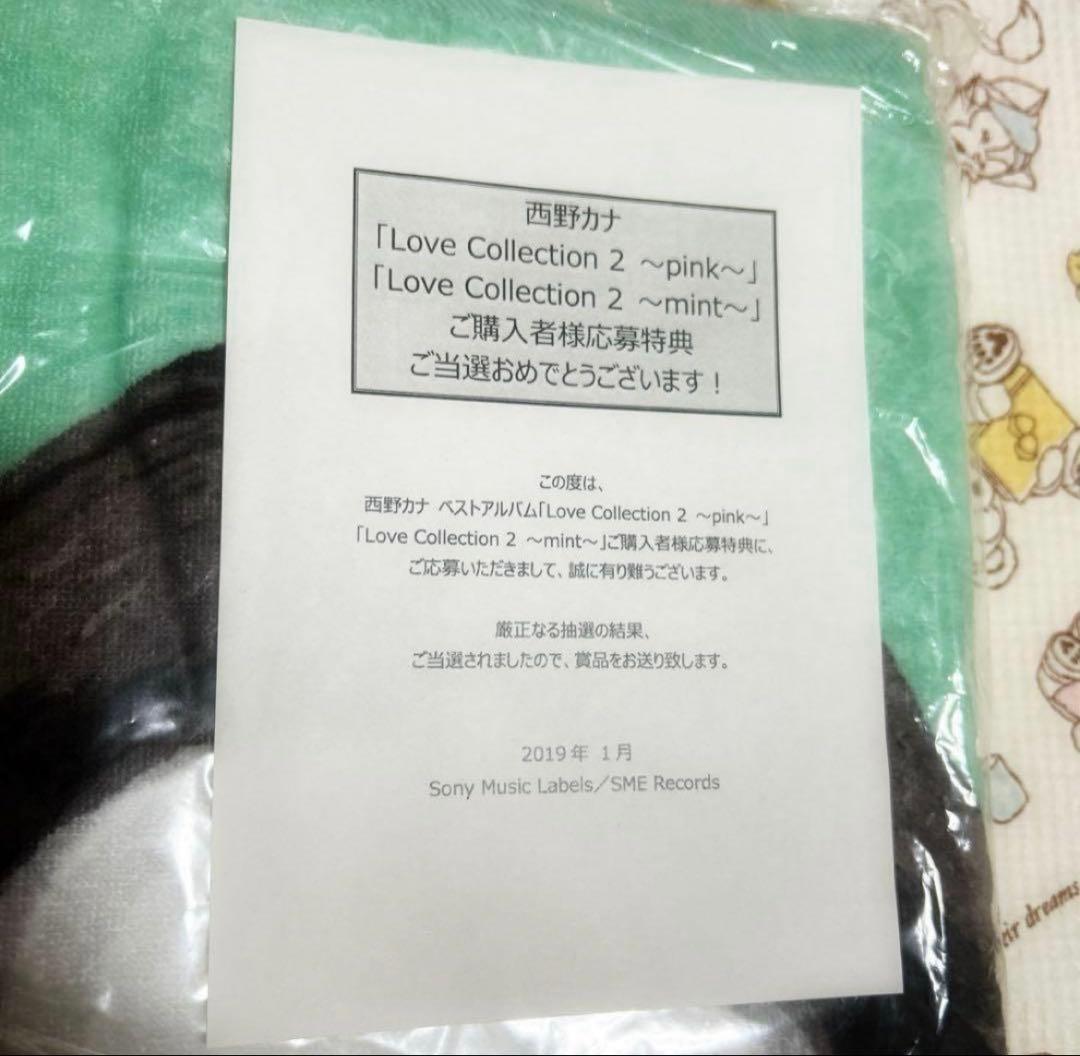 西野カナ
「Love Collection 2 ～pink～」
「Love Collection 2 ～mint～」
ご購入者様応募特典
ご当選おめでとうございます！
この度は、
西野カナ ベストアルバム「Love Collection 2 ～pink～」
「Love Collection 2 ～mint～」ご購入者様応募特典に、
ご応募いただきまして、誠に有り難うございます。
厳正なる抽選の結果、
ご当選されましたので、賞品をお送り致します。
2019年 1月
Sony Music Labels／SME Records
dreams